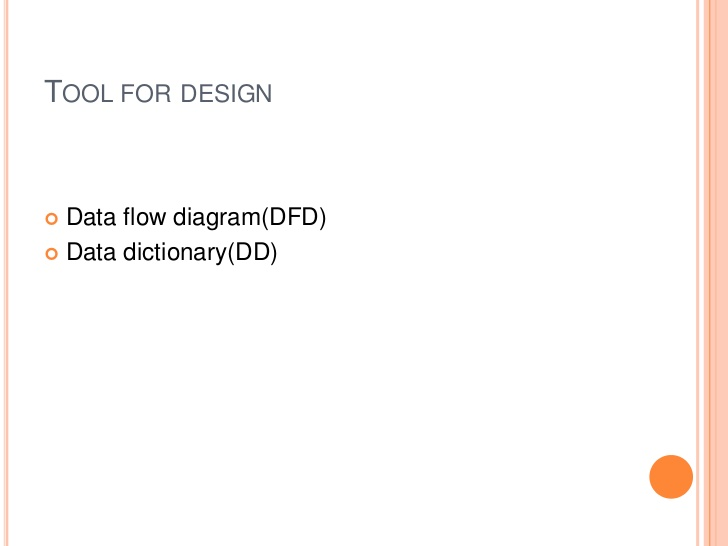 TOOL FOR DESIGN
Data flow diagram(DFD)
Data dictionary(DD)